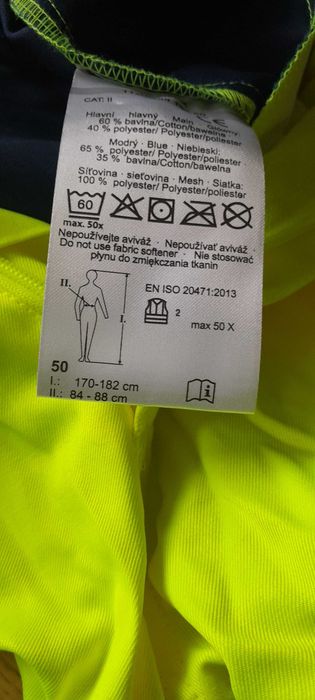 CAT. II
Hlavní · hlavný · Main · Główny:
60 % bavlna/Cotton/bawełna
40 % polyester/Polyester/poliester
Modrý · Blue · Niebieski:
65 % polyester/Polyester/poliester
35 % bavlna/Cotton/bawełna
Síťovina · sieťovina · Mesh · Siatka:
100 % polyester/Polyester/poliester
60
max. 50x
Nepoužívejte aviváž · Nepoužívať aviváž
Do not use fabric softener · Nie stosować
płynu do zmiękczania tkanin
II.
I.
EN ISO 20471:2013
2
max 50 X
50
I.: 170-182 cm
II.: 84 - 88 cm
i